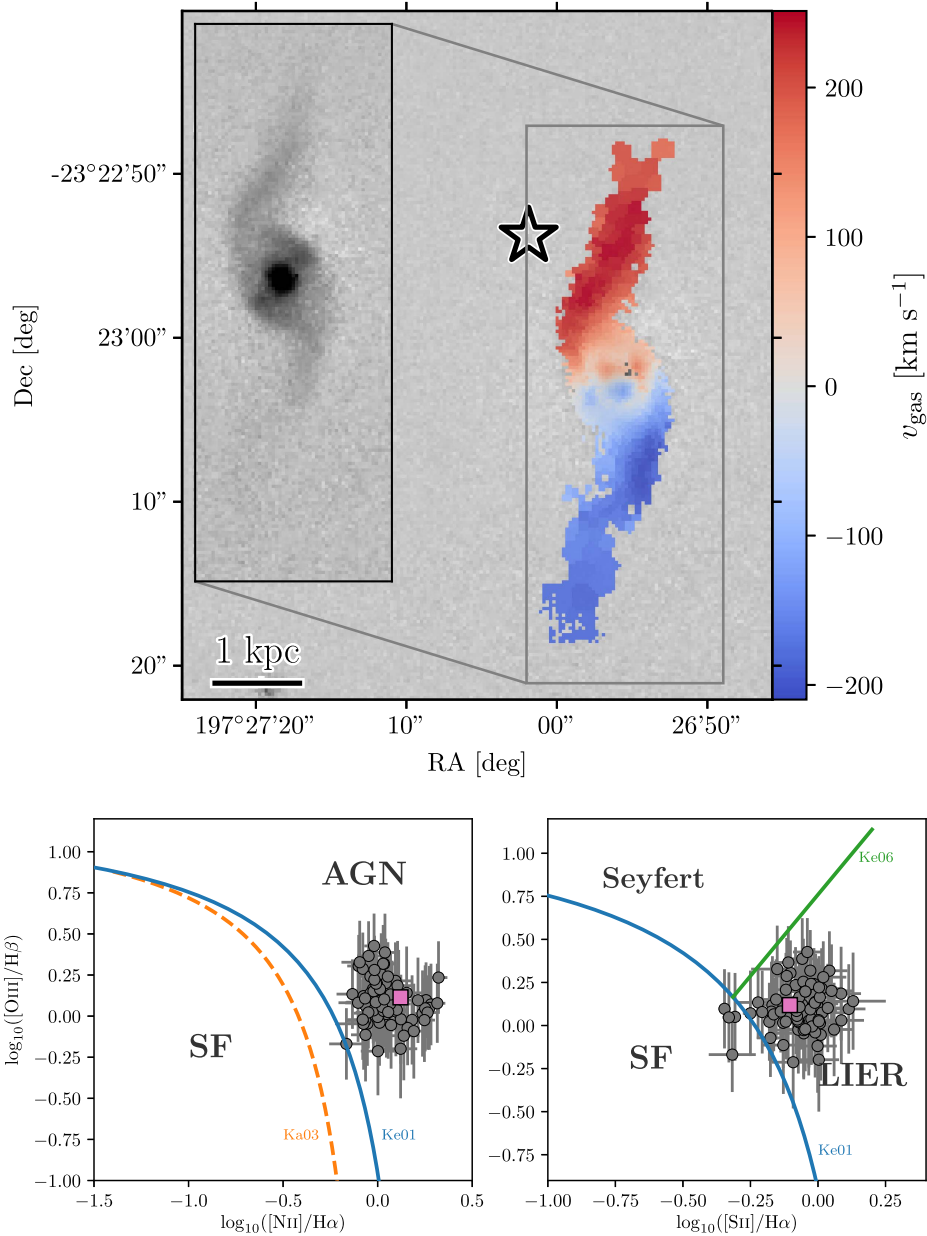 -23°22'50"
23'00"
10"
20"
Dec [deg]
1 kpc
197°27'20"
10"
00"
26'50"
RA [deg]
200
100
0
−100
−200
v_gas [km s⁻¹]
1.00
0.75
0.50
0.25
0.00
−0.25
−0.50
−0.75
−1.00
log₁₀([OIII]/Hβ)
AGN
SF
Ka03
Ke01
−1.5
−1.0
−0.5
0.0
0.5
log₁₀([NII]/Hα)
1.00
0.75
0.50
0.25
0.00
−0.25
−0.50
−0.75
Seyfert
Ke06
SF
LIER
Ke01
−1.00
−0.75
−0.50
−0.25
0.00
0.25
log₁₀([SII]/Hα)